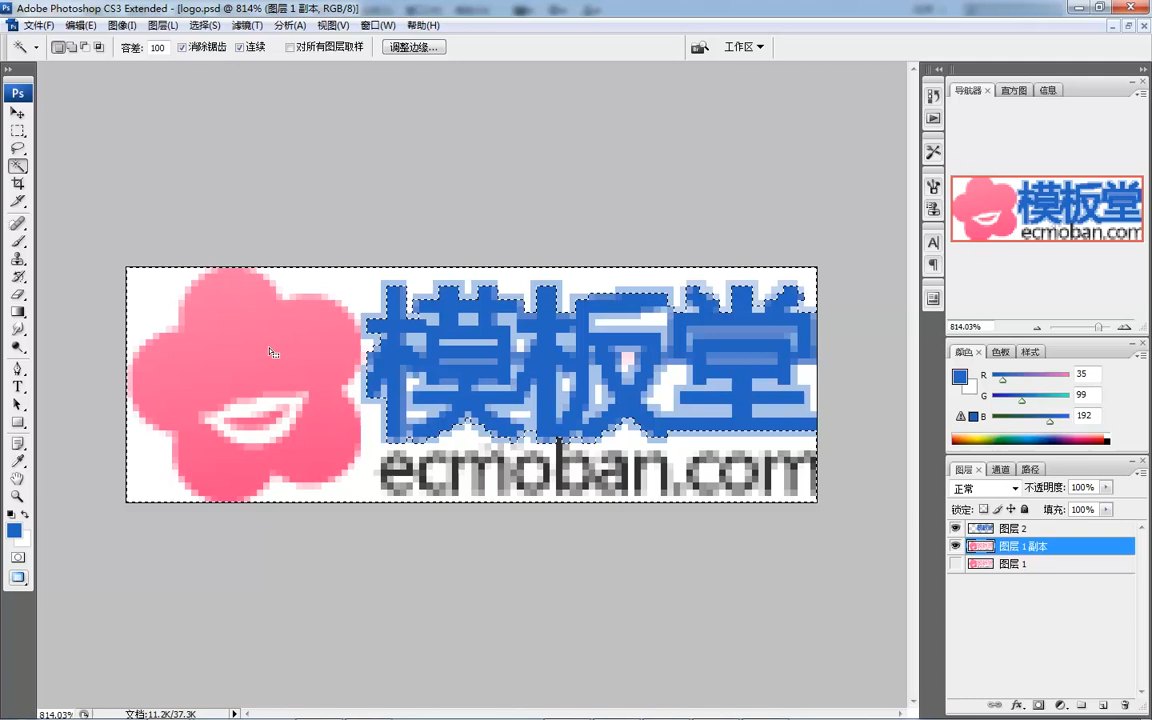 Ps Adobe Photoshop CS3 Extended - [logo.psd @ 814% (图层 1 副本, RGB/8)]
文件(F) 编辑(E) 图像(I) 图层(L) 选择(S) 滤镜(T) 分析(A) 视图(V) 窗口(W) 帮助(H)
容差: 100 消除锯齿 连续 对所有图层取样 调整边缘... 工作区
Ps
导航器 直方图 信息
模板堂
ecmoban.com
814.03%
颜色 色板 样式
R 35
G 99
B 192
模板堂
ecmoban.com
图层 通道 路径
正常 不透明度: 100%
锁定: 填充: 100%
图层 2
图层 1 副本
图层 1
814.03% 文档:11.2K/37.3K